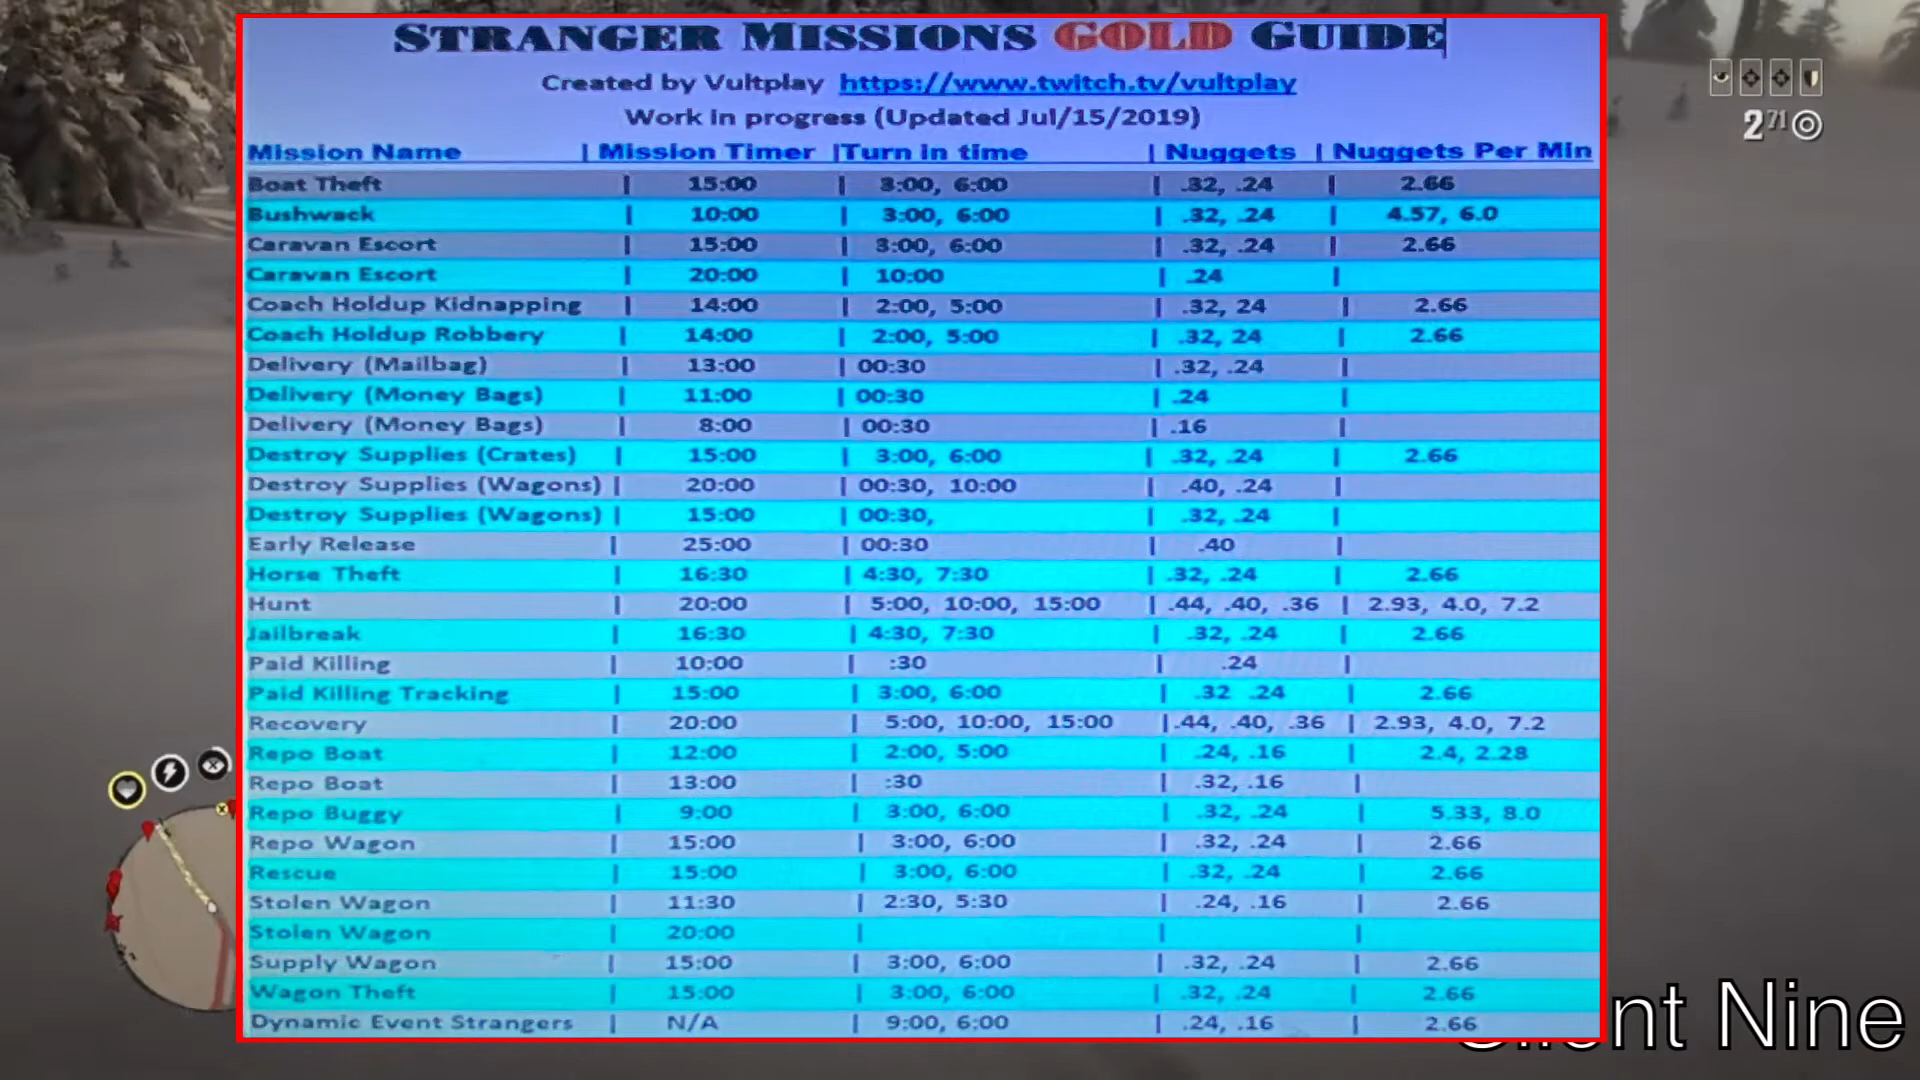 STRANGER MISSIONS GOLD GUIDE
Created by Vultplay https://www.twitch.tv/vultplay
Work in progress (Updated Jul/15/2019)
Mission Name | Mission Timer |Turn in time | Nuggets | Nuggets Per Min
Boat Theft | 15:00 | 3:00, 6:00 | .32, .24 | 2.66
Bushwack | 10:00 | 3:00, 6:00 | .32, .24 | 4.57, 6.0
Caravan Escort | 15:00 | 3:00, 6:00 | .32, .24 | 2.66
Caravan Escort | 20:00 | 10:00 | .24 |
Coach Holdup Kidnapping | 14:00 | 2:00, 5:00 | .32, 24 | 2.66
Coach Holdup Robbery | 14:00 | 2:00, 5:00 | .32, 24 | 2.66
Delivery (Mailbag) | 13:00 | 00:30 | .32, .24 |
Delivery (Money Bags) | 11:00 | 00:30 | .24 |
Delivery (Money Bags) | 8:00 | 00:30 | .16 |
Destroy Supplies (Crates) | 15:00 | 3:00, 6:00 | .32, .24 | 2.66
Destroy Supplies (Wagons) | 20:00 | 00:30, 10:00 | .40, .24 |
Destroy Supplies (Wagons) | 15:00 | 00:30, | .32, .24 |
Early Release | 25:00 | 00:30 | .40 |
Horse Theft | 16:30 | 4:30, 7:30 | .32, .24 | 2.66
Hunt | 20:00 | 5:00, 10:00, 15:00 | .44, .40, .36 | 2.93, 4.0, 7.2
Jailbreak | 16:30 | 4:30, 7:30 | .32, .24 | 2.66
Paid Killing | 10:00 | :30 | .24 |
Paid Killing Tracking | 15:00 | 3:00, 6:00 | .32 .24 | 2.66
Recovery | 20:00 | 5:00, 10:00, 15:00 |.44, .40, .36 | 2.93, 4.0, 7.2
Repo Boat | 12:00 | 2:00, 5:00 | .24, .16 | 2.4, 2.28
Repo Boat | 13:00 | :30 | .32, .16 |
Repo Buggy | 9:00 | 3:00, 6:00 | .32, .24 | 5.33, 8.0
Repo Wagon | 15:00 | 3:00, 6:00 | .32, .24 | 2.66
Rescue | 15:00 | 3:00, 6:00 | .32, .24 | 2.66
Stolen Wagon | 11:30 | 2:30, 5:30 | .24, .16 | 2.66
Stolen Wagon | 20:00 | | |
Supply Wagon | 15:00 | 3:00, 6:00 | .32, .24 | 2.66
Wagon Theft | 15:00 | 3:00, 6:00 | .32, .24 | 2.66
Dynamic Event Strangers | N/A | 9:00, 6:00 | .24, .16 | 2.66
2 71
Nine